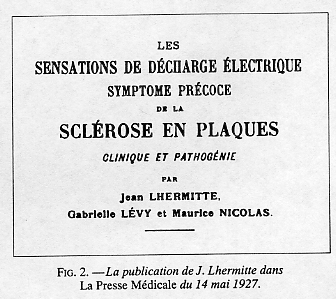 LES
SENSATIONS DE DÉCHARGE ÉLECTRIQUE
SYMPTOME PRÉCOCE
DE LA
SCLÉROSE EN PLAQUES
CLINIQUE ET PATHOGÉNIE
PAR
Jean LHERMITTE,
Gabrielle LÉVY et Maurice NICOLAS.
FIG. 2. —La publication de J. Lhermitte dans
La Presse Médicale du 14 mai 1927.